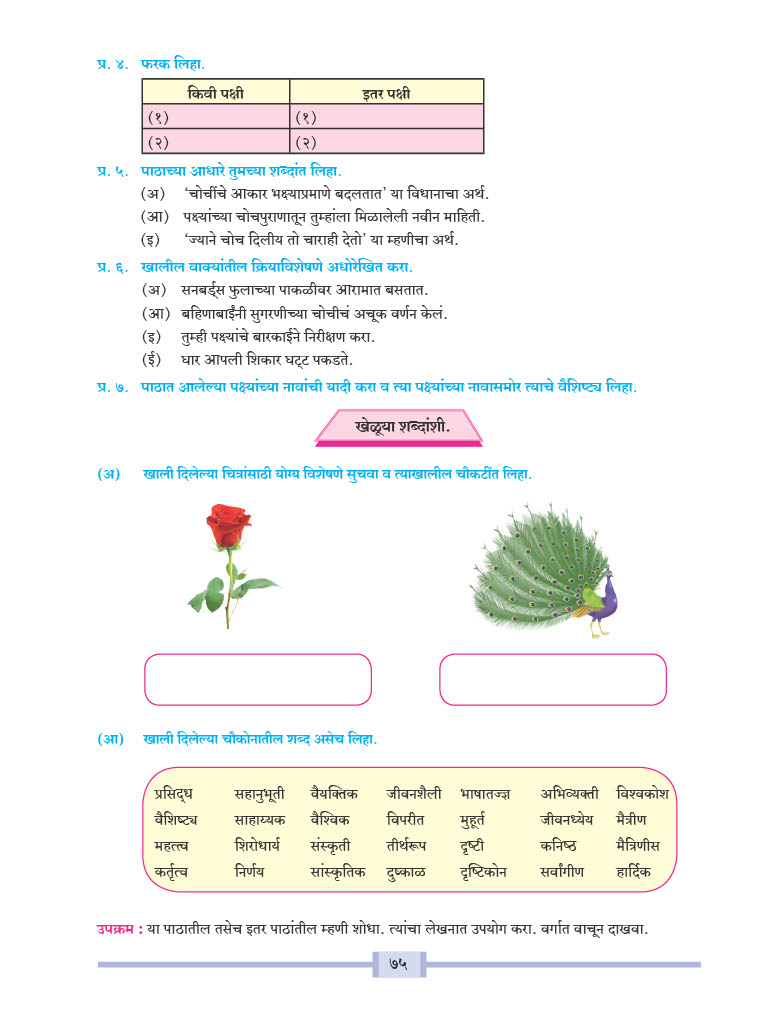 प्र. ४. फरक लिहा.
किवी पक्षी इतर पक्षी
(१) (१)
(२) (२)
प्र. ५. पाठाच्या आधारे तुमच्या शब्दांत लिहा.
(अ) ‘चोचींचे आकार भक्ष्याप्रमाणे बदलतात’ या विधानाचा अर्थ.
(आ) पक्ष्यांच्या चोचपुराणातून तुम्हांला मिळालेली नवीन माहिती.
(इ) ‘ज्याने चोच दिलीय तो चाराही देतो’ या म्हणीचा अर्थ.
प्र. ६. खालील वाक्यांतील क्रियाविशेषणे अधोरेखित करा.
(अ) सनबर्ड्स फुलाच्या पाकळीवर आरामात बसतात.
(आ) बहिणाबाईंनी सुगरणीच्या चोचीचं अचूक वर्णन केलं.
(इ) तुम्ही पक्ष्यांचे बारकाईने निरीक्षण करा.
(ई) घार आपली शिकार घट्ट पकडते.
प्र. ७. पाठात आलेल्या पक्ष्यांच्या नावांची यादी करा व त्या पक्ष्यांच्या नावासमोर त्याचे वैशिष्ट्य लिहा.
खेळूया शब्दांशी.
(अ) खाली दिलेल्या चित्रांसाठी योग्य विशेषणे सुचवा व त्याखालील चौकटींत लिहा.
(आ) खाली दिलेल्या चौकोनातील शब्द असेच लिहा.
प्रसिद्ध सहानुभूती वैयक्तिक जीवनशैली भाषातज्ज्ञ अभिव्यक्ती विश्वकोश
वैशिष्ट्य साहाय्यक वैश्विक विपरीत मुहूर्त जीवनध्येय मैत्रीण
महत्त्व शिरोधार्य संस्कृती तीर्थरूप दृष्टी कनिष्ठ मैत्रिणीस
कर्तृत्व निर्णय सांस्कृतिक दुष्काळ दृष्टिकोन सर्वांगीण हार्दिक
उपक्रम : या पाठातील तसेच इतर पाठांतील म्हणी शोधा. त्यांचा लेखनात उपयोग करा. वर्गात वाचून दाखवा.
७५